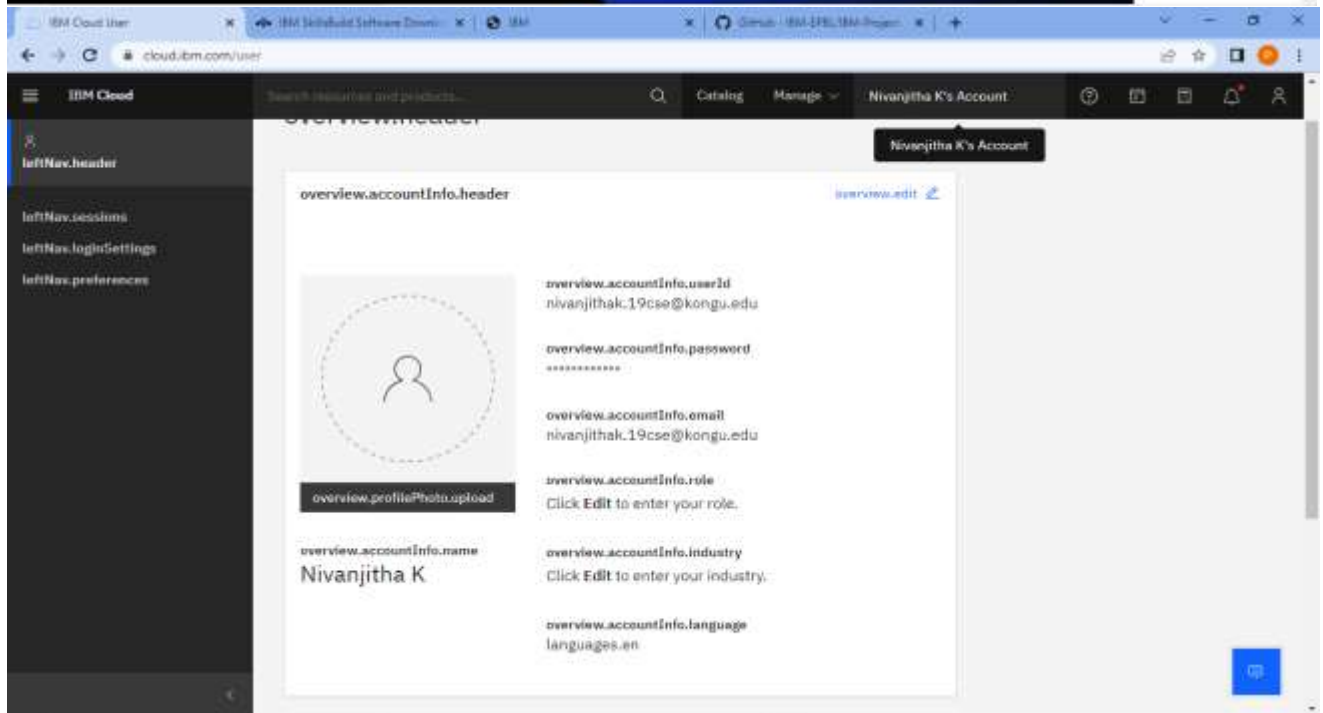 IBM Cloud User
IBM SkillsBuild Software Downl
IBM
GitHub - IBM-EPBL/IBM-Project-
cloud.ibm.com/user
IBM Cloud
Search resources and products...
Catalog
Manage
Nivanjitha K's Account
Nivanjitha K's Account
overview.header
leftNav.header
leftNav.sessions
leftNav.loginSettings
leftNav.preferences
overview.accountInfo.header
overview.edit
overview.profilePhoto.upload
overview.accountInfo.name
Nivanjitha K
overview.accountInfo.userId
nivanjithak.19cse@kongu.edu
overview.accountInfo.password
************
overview.accountInfo.email
nivanjithak.19cse@kongu.edu
overview.accountInfo.role
Click Edit to enter your role.
overview.accountInfo.industry
Click Edit to enter your industry.
overview.accountInfo.language
languages.en